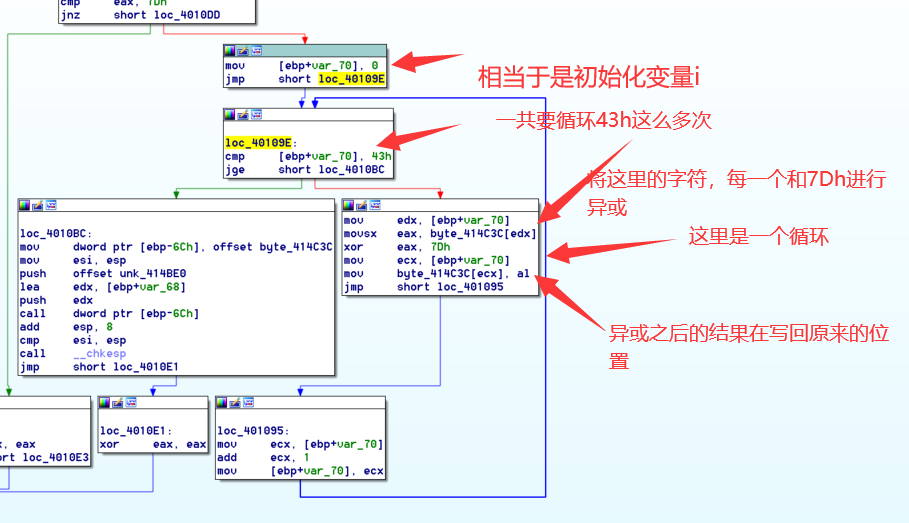 cmp     eax, 7Dh
jnz     short loc_4010DD
mov     [ebp+var_70], 0
jmp     short loc_40109E
相当于是初始化变量i
一共要循环43h这么多次
loc_40109E:
cmp     [ebp+var_70], 43h
jge     short loc_4010BC
将这里的字符，每一个和7Dh进行
异或
loc_4010BC:
mov     dword ptr [ebp-6Ch], offset byte_414C3C
mov     esi, esp
push    offset unk_414BE0
lea     edx, [ebp+var_68]
push    edx
call    dword ptr [ebp-6Ch]
add     esp, 8
cmp     esi, esp
call    __chkesp
jmp     short loc_4010E1
mov     edx, [ebp+var_70]
movsx   eax, byte_414C3C[edx]
xor     eax, 7Dh
mov     ecx, [ebp+var_70]
mov     byte_414C3C[ecx], al
jmp     short loc_401095
这里是一个循环
异或之后的结果在写回原来的位
置
, eax
rt loc_4010E3
loc_4010E1:
xor     eax, eax
loc_401095:
mov     ecx, [ebp+var_70]
add     ecx, 1
mov     [ebp+var_70], ecx